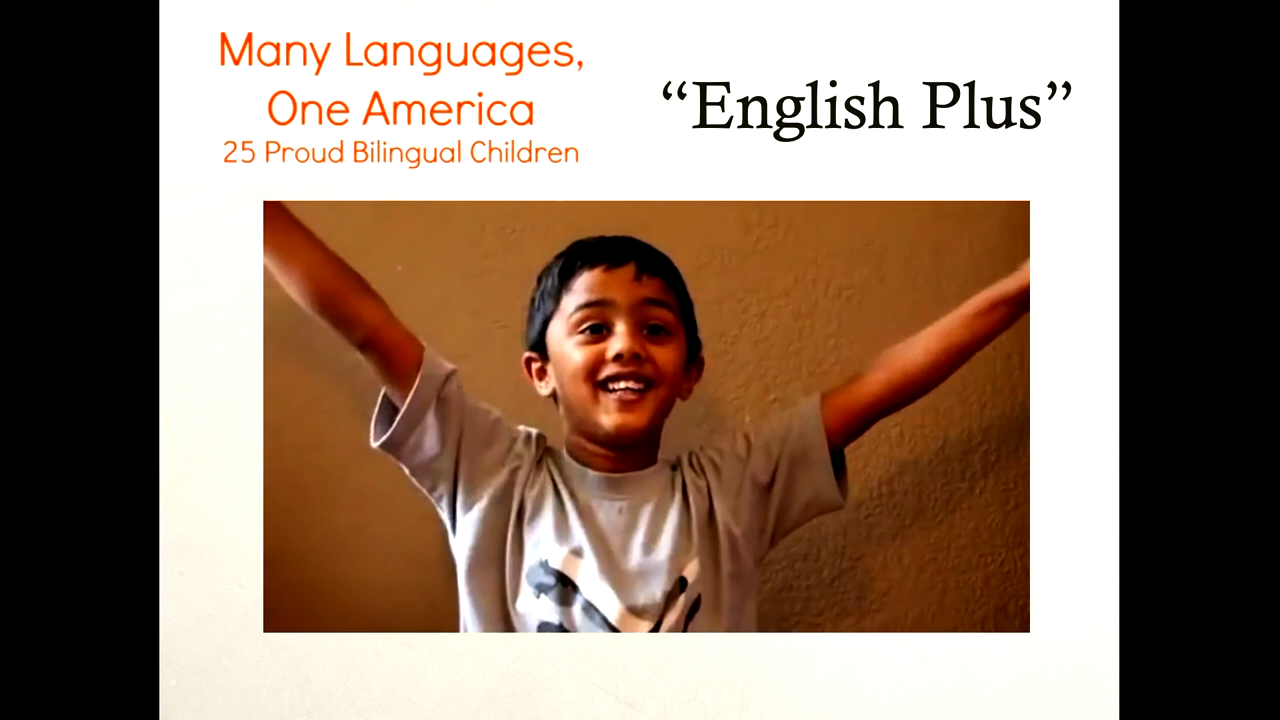 Many Languages,
One America
25 Proud Bilingual Children
“English Plus”